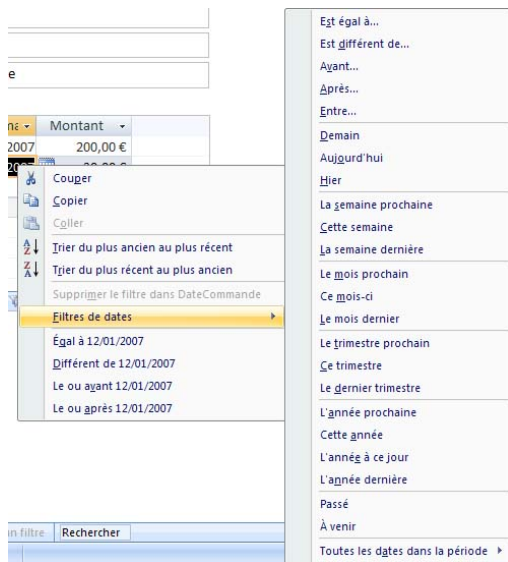 e
Montant
2007 200,00 €
Couper
Copier
Coller
Trier du plus ancien au plus récent
Trier du plus récent au plus ancien
Supprimer le filtre dans DateCommande
Filtres de dates
Égal à 12/01/2007
Différent de 12/01/2007
Le ou avant 12/01/2007
Le ou après 12/01/2007
un filtre Rechercher
Est égal à...
Est différent de...
Avant...
Après...
Entre...
Demain
Aujourd'hui
Hier
La semaine prochaine
Cette semaine
La semaine dernière
Le mois prochain
Ce mois-ci
Le mois dernier
Le trimestre prochain
Ce trimestre
Le dernier trimestre
L'année prochaine
Cette année
L'année à ce jour
L'année dernière
Passé
À venir
Toutes les dates dans la période